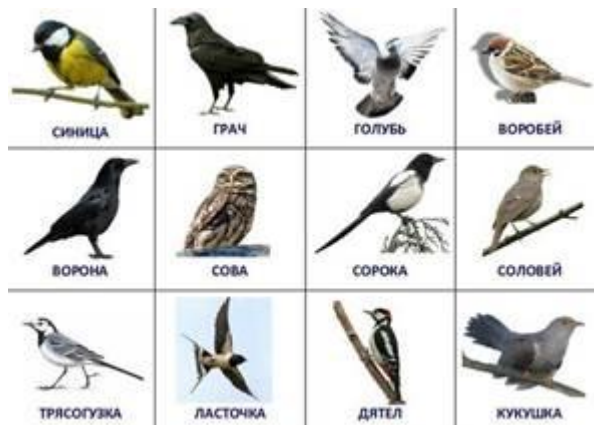 СИНИЦА
ГРАЧ
ГОЛУБЬ
ВОРОБЕЙ
ВОРОНА
СОВА
СОРОКА
СОЛОВЕЙ
ТРЯСОГУЗКА
ЛАСТОЧКА
ДЯТЕЛ
КУКУШКА